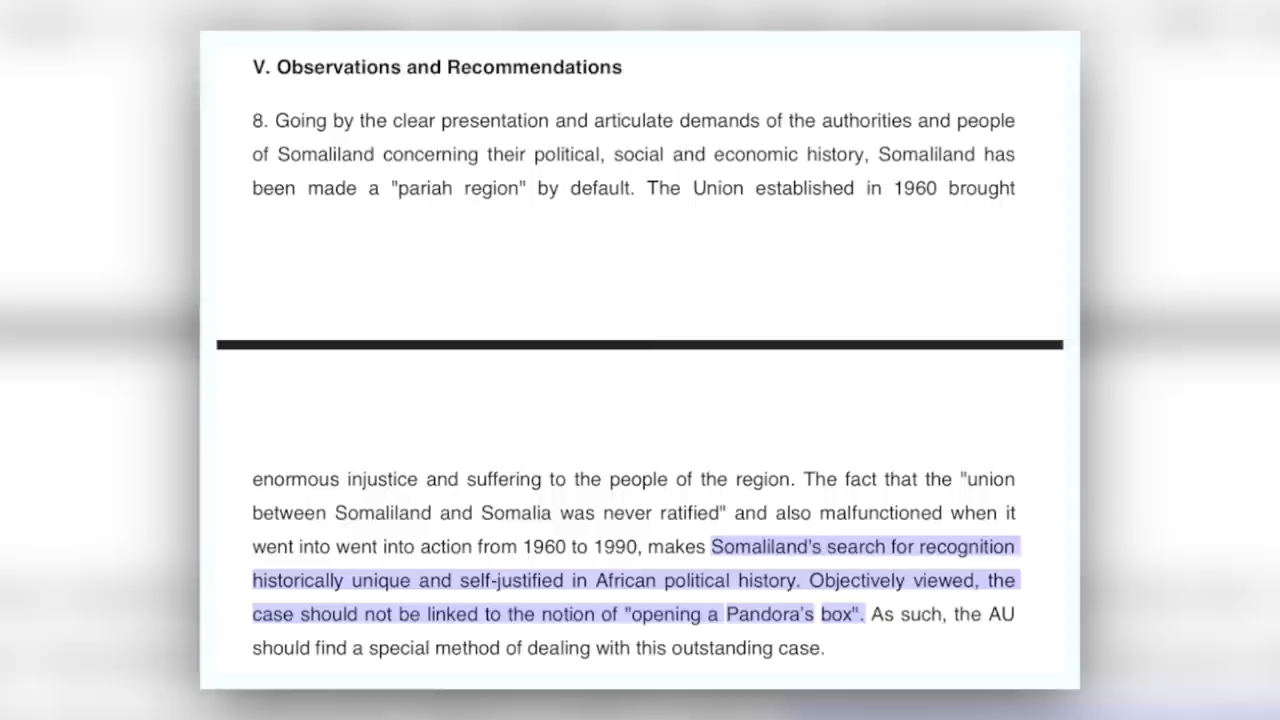 V. Observations and Recommendations
8. Going by the clear presentation and articulate demands of the authorities and people
of Somaliland concerning their political, social and economic history, Somaliland has
been made a "pariah region" by default. The Union established in 1960 brought
enormous injustice and suffering to the people of the region. The fact that the "union
between Somaliland and Somalia was never ratified" and also malfunctioned when it
went into went into action from 1960 to 1990, makes Somaliland's search for recognition
historically unique and self-justified in African political history. Objectively viewed, the
case should not be linked to the notion of "opening a Pandora's box". As such, the AU
should find a special method of dealing with this outstanding case.